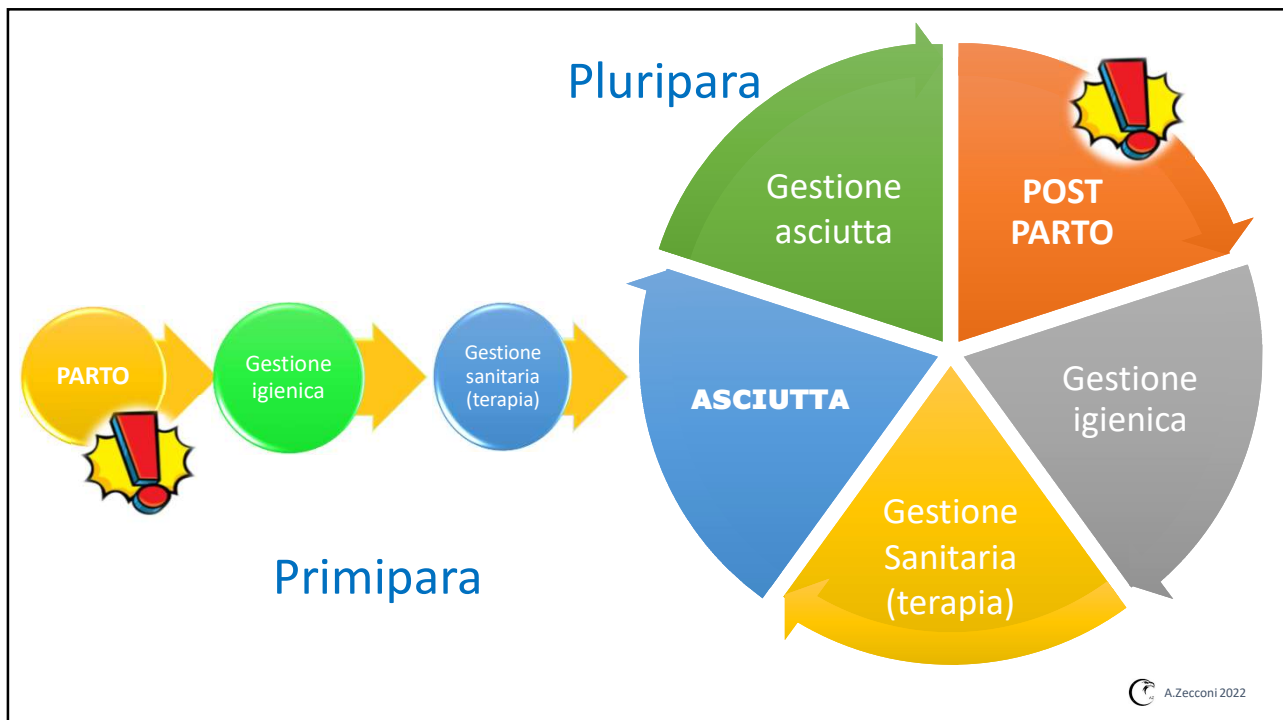 Pluripara
Gestione
asciutta
POST
PARTO
PARTO
Gestione
igienica
Gestione
sanitaria
(terapia)
ASCIUTTA
Gestione
igienica
Gestione
Sanitaria
(terapia)
Primipara
A.Zecconi 2022